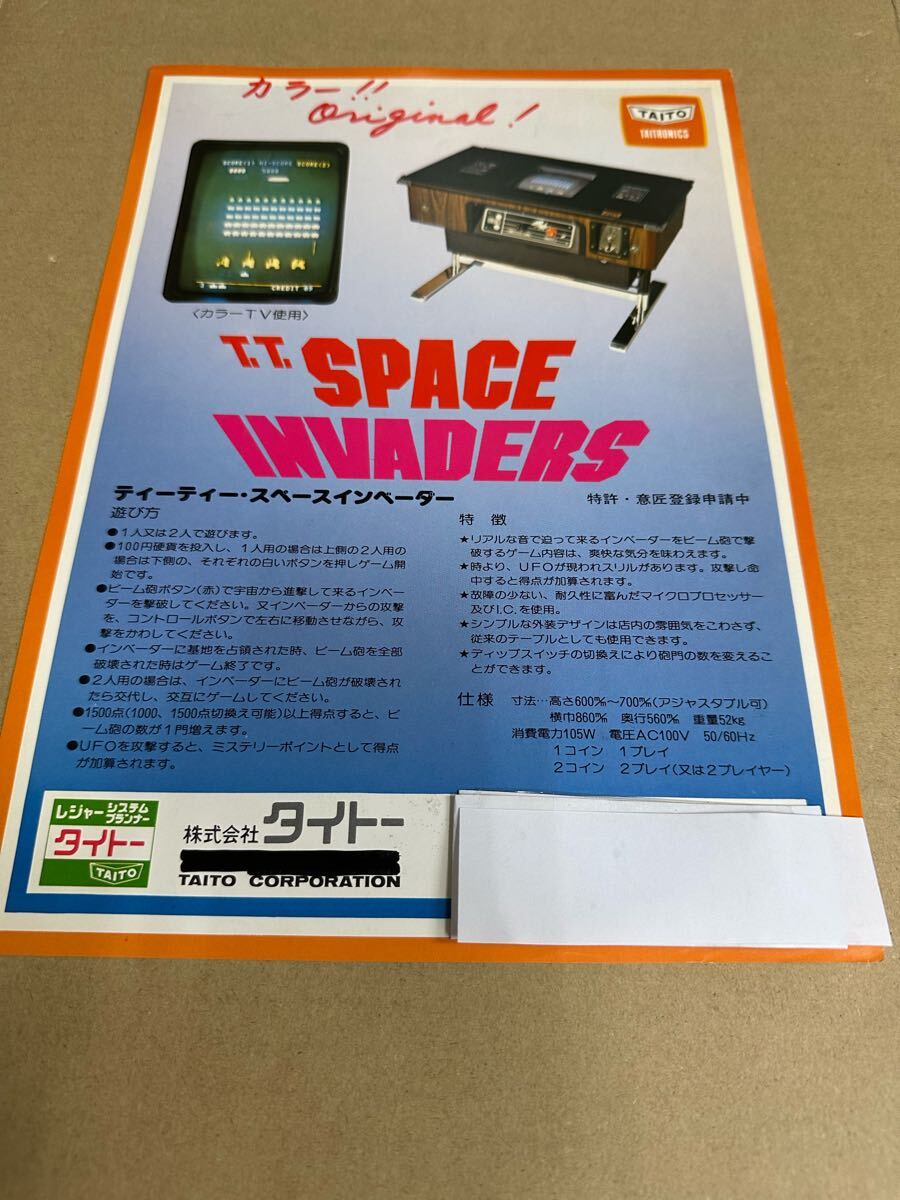 カラー!!
Original!
TAITO
TAITRONICS
SCORE(1) HI-SCORE SCORE(2)
CREDIT 03
〈カラーTV使用〉
T.T. SPACE
INVADERS
ティーティー・スペースインベーダー
特許・意匠登録申請中
遊び方
●1人又は2人で遊びます。
●100円硬貨を投入し、1人用の場合は上側の2人用の
場合は下側の、それぞれの白いボタンを押しゲーム開
始です。
●ビーム砲ボタン(赤)で宇宙から進撃して来るインベー
ダーを撃破してください。又インベーダーからの攻撃
を、コントロールボタンで左右に移動させながら、攻
撃をかわしてください。
●インベーダーに基地を占領された時、ビーム砲を全部
破壊された時はゲーム終了です。
●2人用の場合は、インベーダーにビーム砲が破壊され
たら交代し、交互にゲームしてください。
●1500点(1000、1500点切換え可能)以上得点すると、ビ
ーム砲の数が1門増えます。
●UFOを攻撃すると、ミステリーポイントとして得点
が加算されます。
特徴
★リアルな音で迫って来るインベーダーをビーム砲で撃
破するゲーム内容は、爽快な気分を味わえます。
★時より、UFOが現われスリルがあります。攻撃し命
中すると得点が加算されます。
★故障の少ない、耐久性に富んだマイクロプロセッサー
及びI.C.を使用。
★シンプルな外装デザインは店内の雰囲気をこわさず、
従来のテーブルとしても使用できます。
★ティップスイッチの切換えにより砲門の数を変えるこ
とができます。
仕様 寸法…高さ600㎜〜700㎜(アジャスタブル可)
横巾860㎜ 奥行560㎜ 重量52kg
消費電力105W 電圧AC100V 50/60Hz
1コイン 1プレイ
2コイン 2プレイ(又は2プレイヤー)
レジャーシステムプランナー
タイトー
TAITO
株式会社タイトー
TAITO CORPORATION